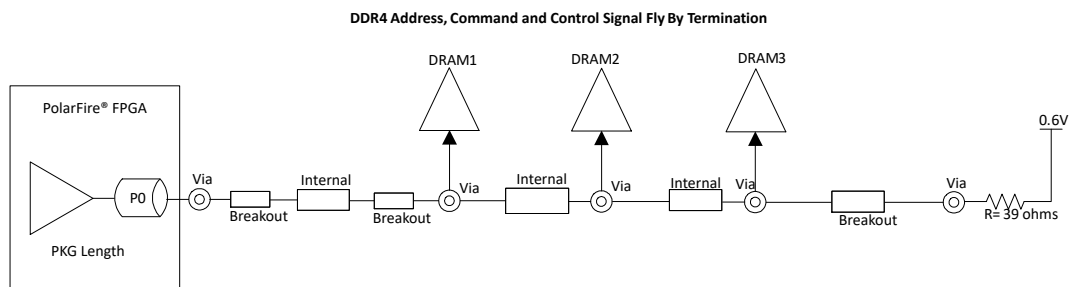 DDR4 Address, Command and Control Signal Fly By Termination
DRAM1
DRAM2
DRAM3
PolarFire® FPGA
0.6V
P0
Via
Breakout
Internal
Breakout
Via
Internal
Via
Internal
Via
Breakout
Via
R= 39 ohms
PKG Length